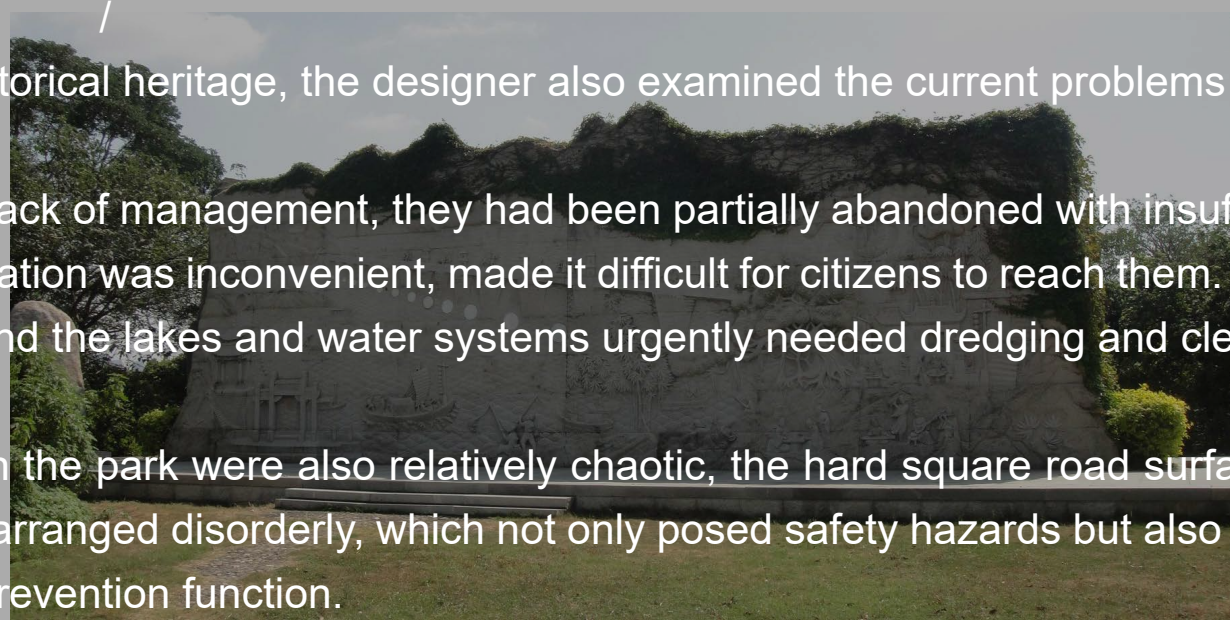 /
torical heritage, the designer also examined the current problems
ack of management, they had been partially abandoned with insuf
ation was inconvenient, made it difficult for citizens to reach them.
nd the lakes and water systems urgently needed dredging and cle
n the park were also relatively chaotic, the hard square road surfa
arranged disorderly, which not only posed safety hazards but also
revention function.